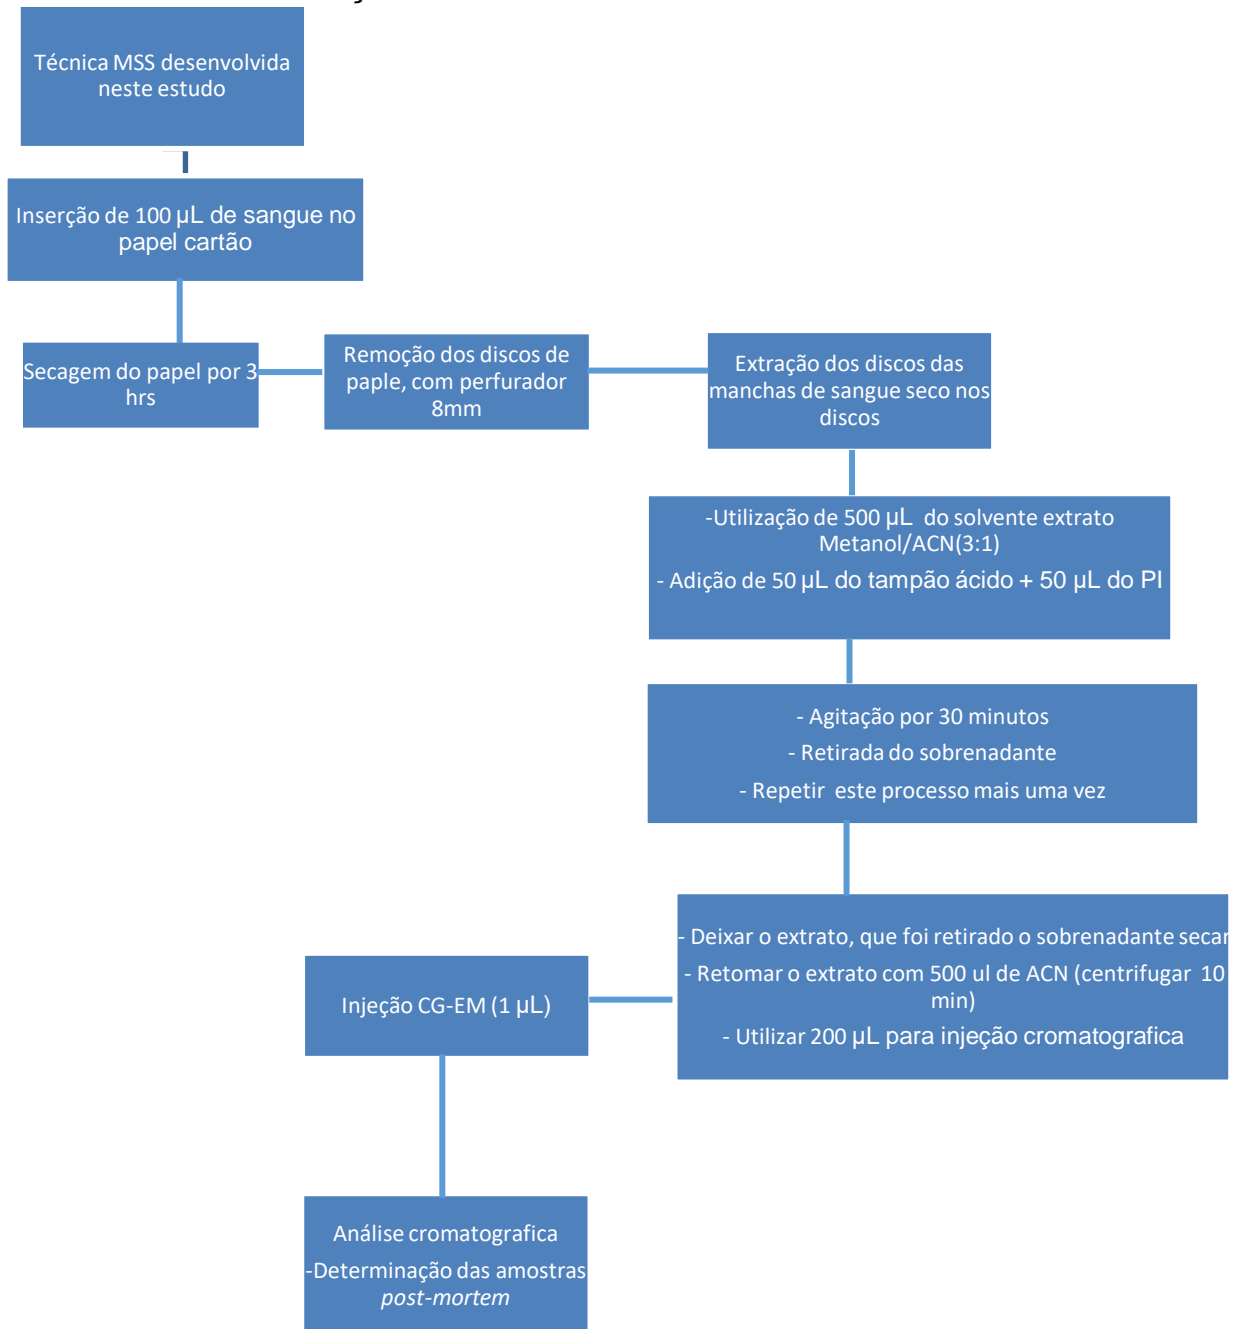 Técnica MSS desenvolvida
neste estudo
Inserção de 100 µL de sangue no
papel cartão
Secagem do papel por 3
hrs
Remoção dos discos de
paple, com perfurador
8mm
Extração dos discos das
manchas de sangue seco nos
discos
-Utilização de 500 µL do solvente extrato
Metanol/ACN(3:1)
- Adição de 50 µL do tampão ácido + 50 µL do PI
- Agitação por 30 minutos
- Retirada do sobrenadante
- Repetir este processo mais uma vez
- Deixar o extrato, que foi retirado o sobrenadante secar
- Retomar o extrato com 500 ul de ACN (centrifugar 10
min)
- Utilizar 200 µL para injeção cromatografica
Injeção CG-EM (1 µL)
Análise cromatografica
-Determinação das amostras
post-mortem